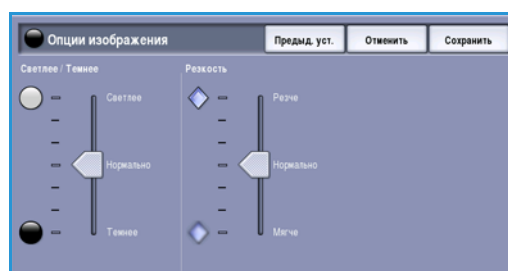 Опции изображения
Предыд. уст.
Отменить
Сохранить
Светлее / Темнее
Резкость
Светлее
Нормально
Темнее
Резче
Нормально
Мягче